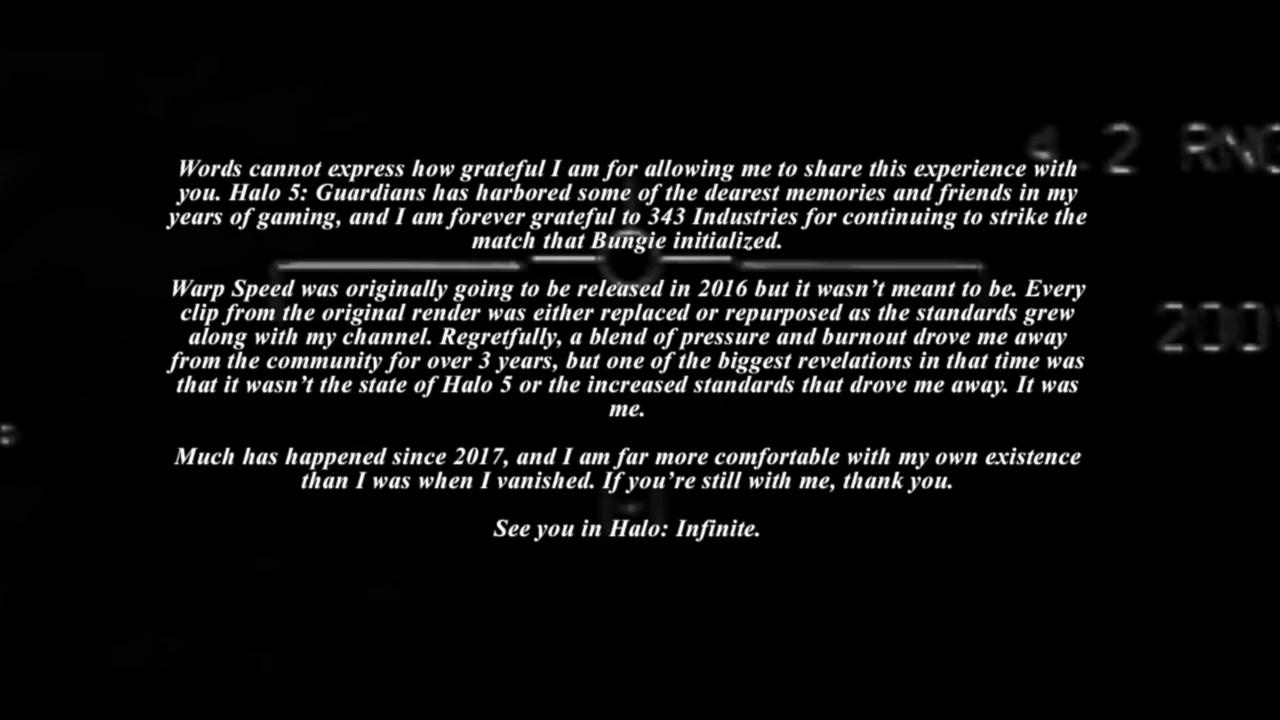 4.2 RNG
Words cannot express how grateful I am for allowing me to share this experience with
you. Halo 5: Guardians has harbored some of the dearest memories and friends in my
years of gaming, and I am forever grateful to 343 Industries for continuing to strike the
match that Bungie initialized.
Warp Speed was originally going to be released in 2016 but it wasn't meant to be. Every
clip from the original render was either replaced or repurposed as the standards grew
along with my channel. Regretfully, a blend of pressure and burnout drove me away
from the community for over 3 years, but one of the biggest revelations in that time was
that it wasn't the state of Halo 5 or the increased standards that drove me away. It was
me.
Much has happened since 2017, and I am far more comfortable with my own existence
than I was when I vanished. If you're still with me, thank you.
See you in Halo: Infinite.